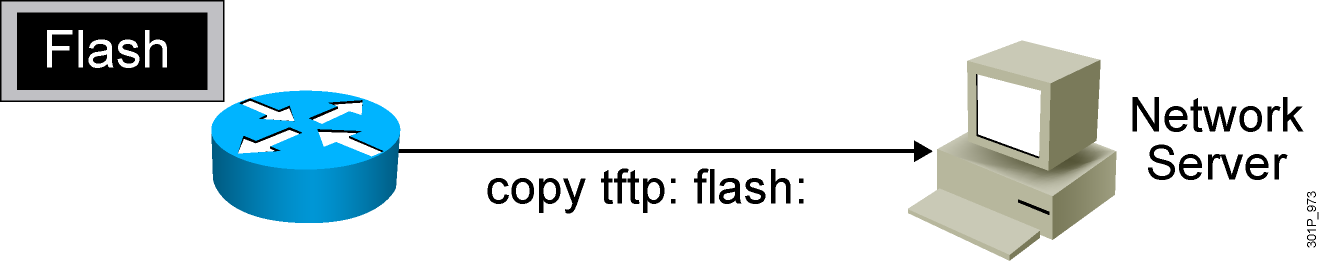 Flash
copy tftp: flash:
Network
Server
301P_973